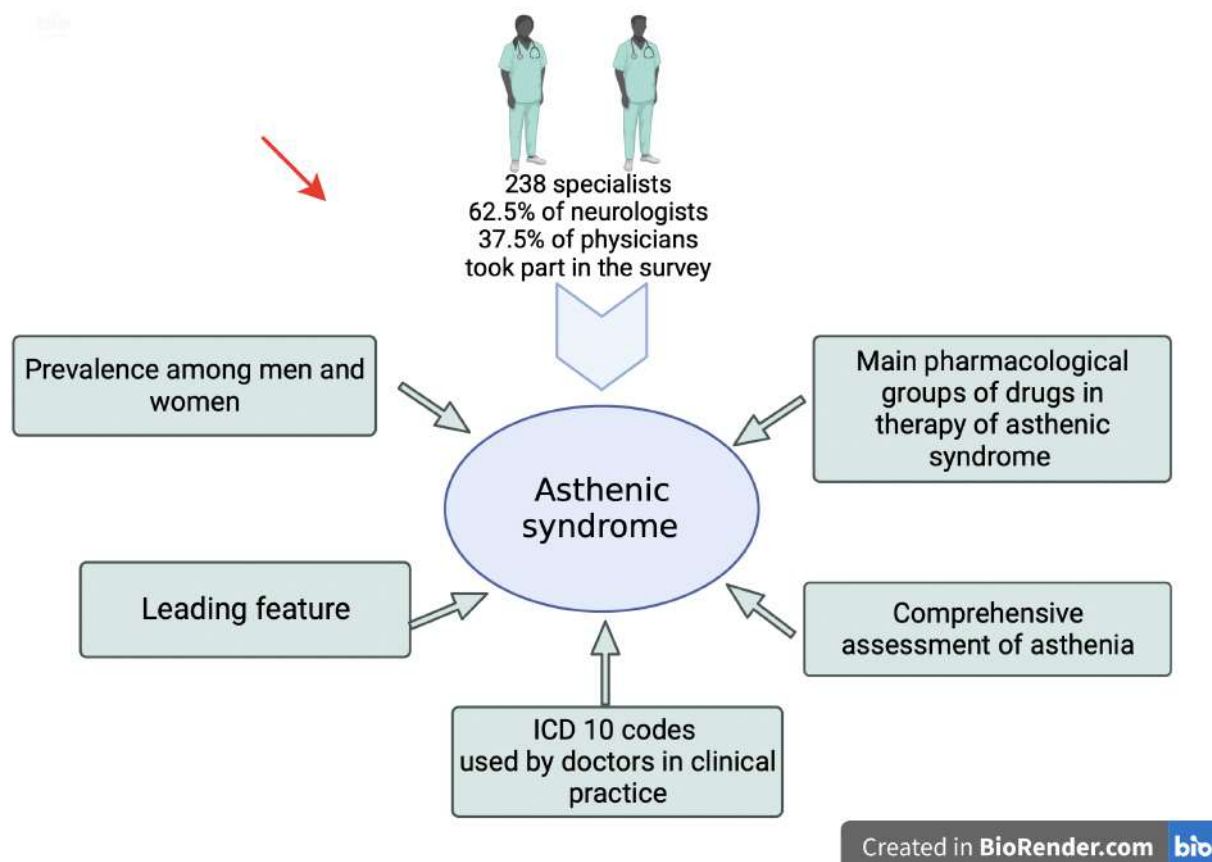 238 specialists
62.5% of neurologists
37.5% of physicians
took part in the survey
Prevalence among men and
women
Main pharmacological
groups of drugs in
therapy of asthenic
syndrome
Asthenic
syndrome
Leading feature
Comprehensive
assessment of asthenia
ICD 10 codes
used by doctors in clinical
practice
Created in BioRender.com bio